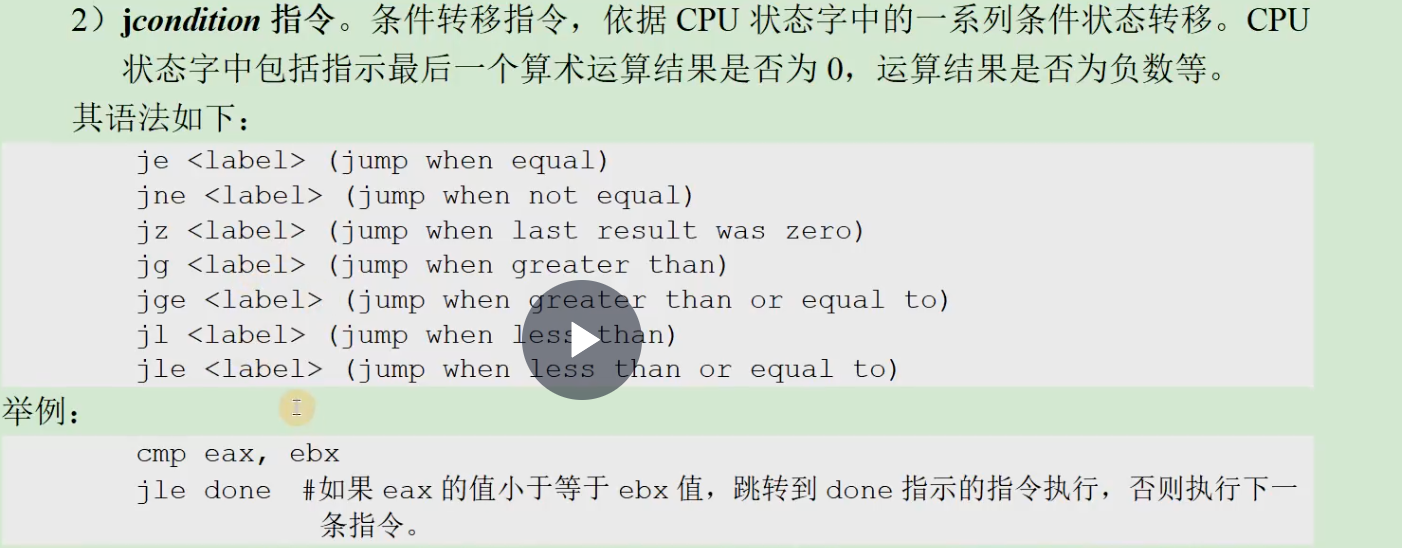 2）jcondition 指令。条件转移指令，依据 CPU 状态字中的一系列条件状态转移。CPU
状态字中包括指示最后一个算术运算结果是否为 0，运算结果是否为负数等。
其语法如下：
je <label> (jump when equal)
jne <label> (jump when not equal)
jz <label> (jump when last result was zero)
jg <label> (jump when greater than)
jge <label> (jump when greater than or equal to)
jl <label> (jump when less than)
jle <label> (jump when less than or equal to)
举例：
cmp eax, ebx
jle done #如果 eax 的值小于等于 ebx 值，跳转到 done 指示的指令执行，否则执行下一
条指令。